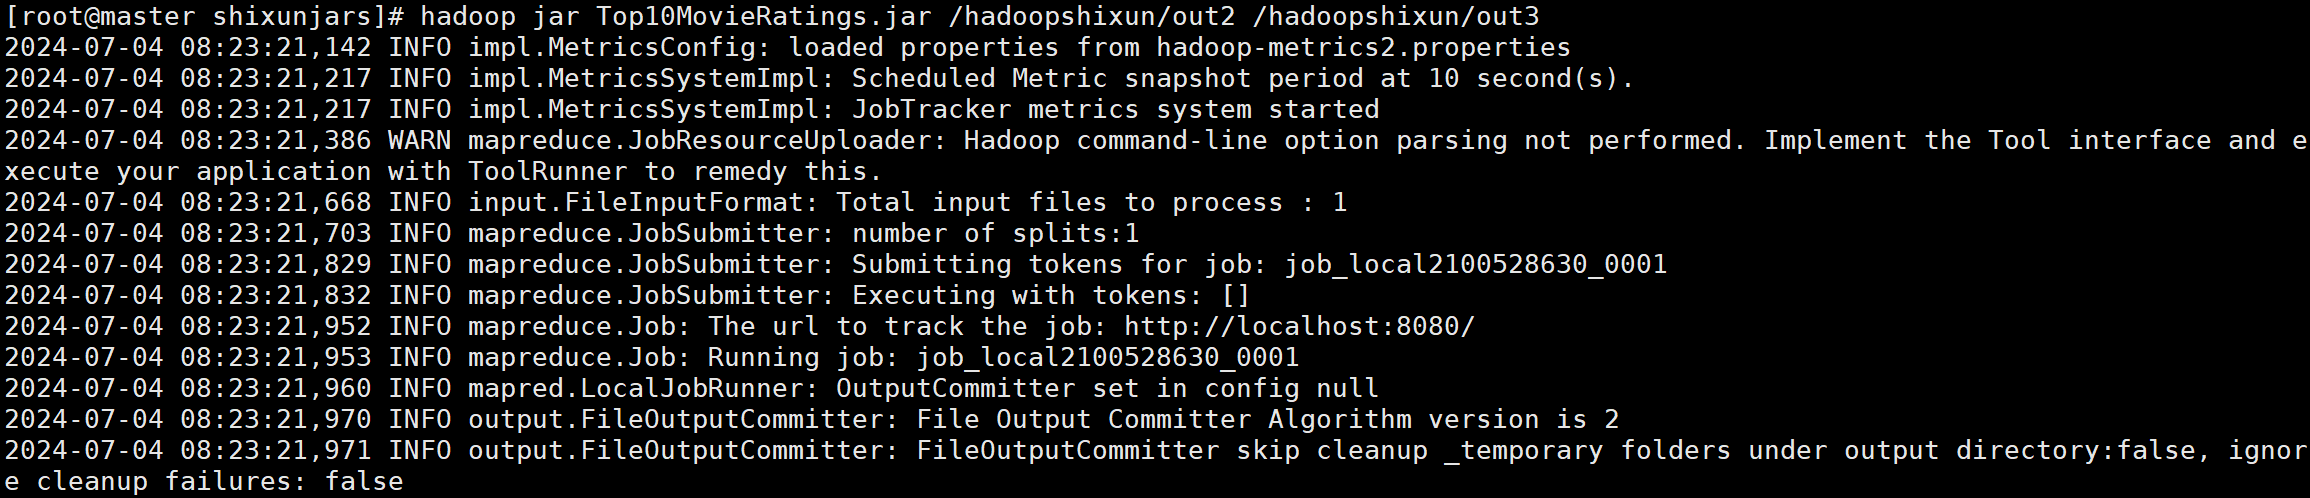 [root@master shixunjars]# hadoop jar Top10MovieRatings.jar /hadoopshixun/out2 /hadoopshixun/out3
2024-07-04 08:23:21,142 INFO impl.MetricsConfig: loaded properties from hadoop-metrics2.properties
2024-07-04 08:23:21,217 INFO impl.MetricsSystemImpl: Scheduled Metric snapshot period at 10 second(s).
2024-07-04 08:23:21,217 INFO impl.MetricsSystemImpl: JobTracker metrics system started
2024-07-04 08:23:21,386 WARN mapreduce.JobResourceUploader: Hadoop command-line option parsing not performed. Implement the Tool interface and e
xecute your application with ToolRunner to remedy this.
2024-07-04 08:23:21,668 INFO input.FileInputFormat: Total input files to process : 1
2024-07-04 08:23:21,703 INFO mapreduce.JobSubmitter: number of splits:1
2024-07-04 08:23:21,829 INFO mapreduce.JobSubmitter: Submitting tokens for job: job_local2100528630_0001
2024-07-04 08:23:21,832 INFO mapreduce.JobSubmitter: Executing with tokens: []
2024-07-04 08:23:21,952 INFO mapreduce.Job: The url to track the job: http://localhost:8080/
2024-07-04 08:23:21,953 INFO mapreduce.Job: Running job: job_local2100528630_0001
2024-07-04 08:23:21,960 INFO mapred.LocalJobRunner: OutputCommitter set in config null
2024-07-04 08:23:21,970 INFO output.FileOutputCommitter: File Output Committer Algorithm version is 2
2024-07-04 08:23:21,971 INFO output.FileOutputCommitter: FileOutputCommitter skip cleanup _temporary folders under output directory:false, ignor
e cleanup failures: false